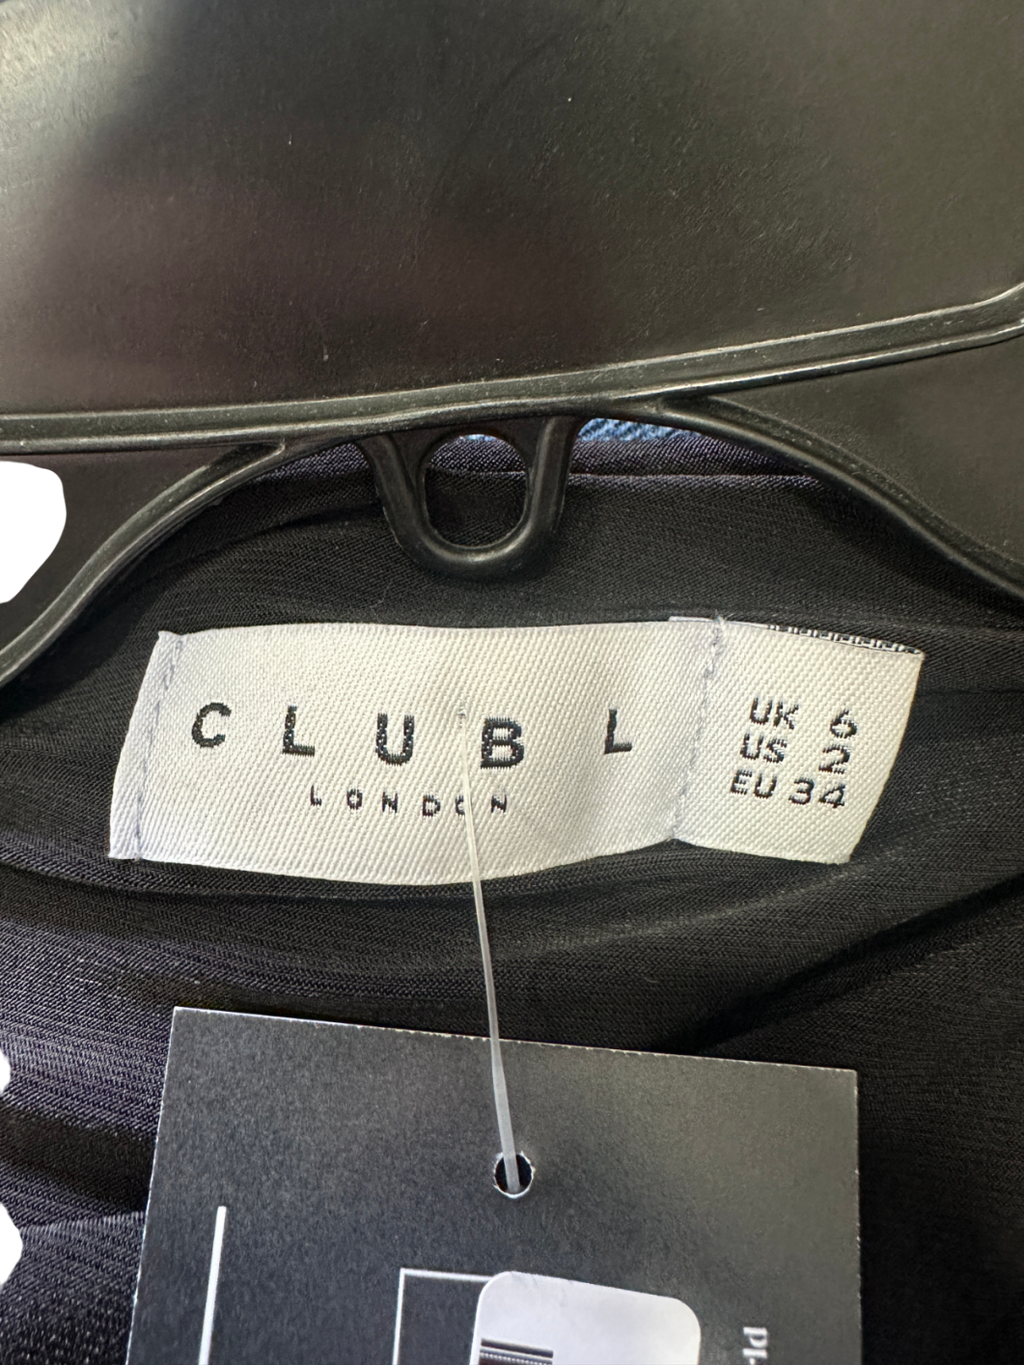 CLUB L
LONDON
UK 6
US 2
EU 34